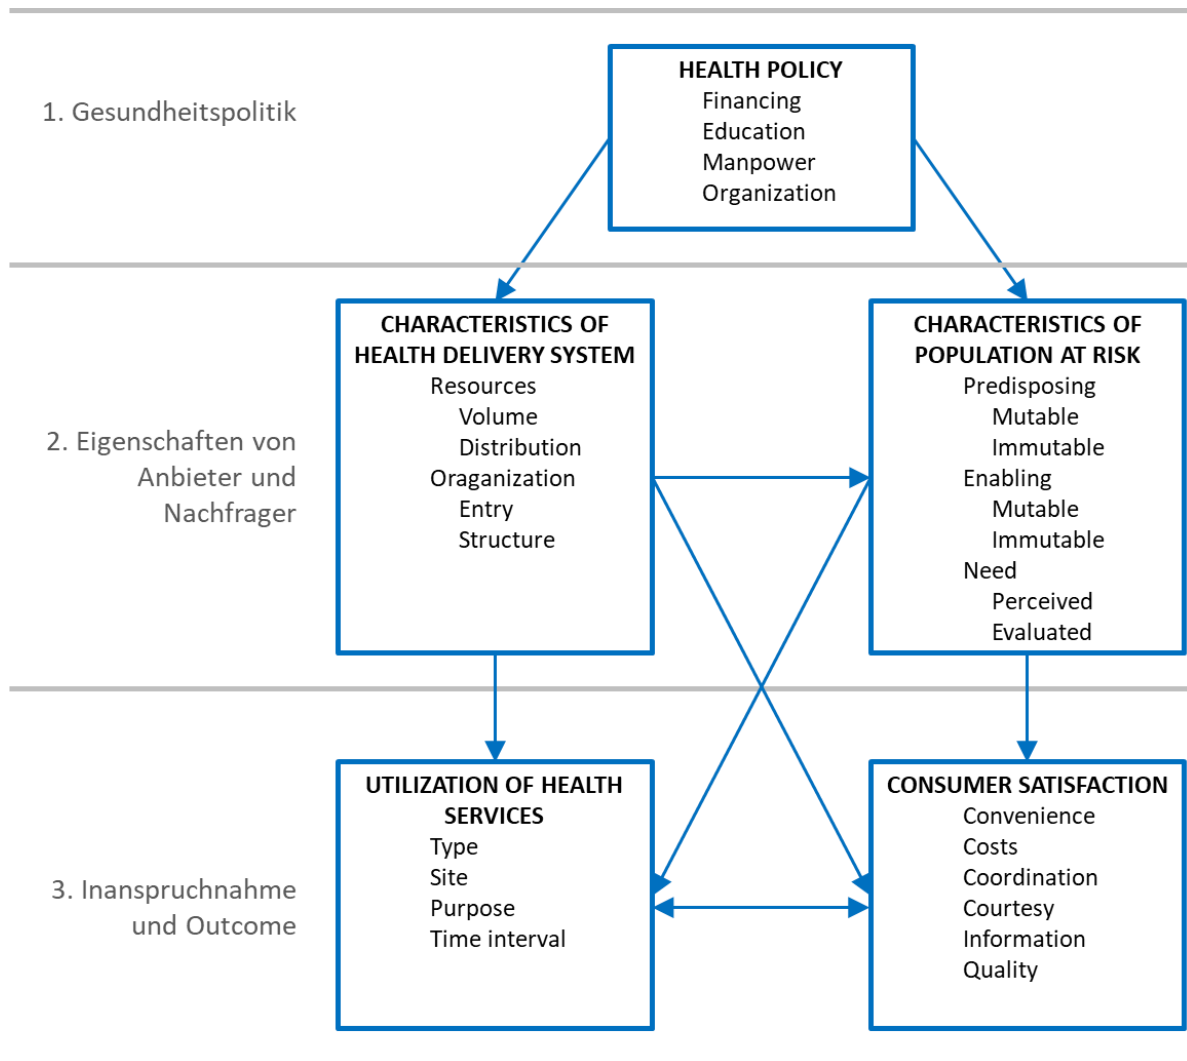 1. Gesundheitspolitik
HEALTH POLICY
Financing
Education
Manpower
Organization
2. Eigenschaften von
Anbieter und
Nachfrager
CHARACTERISTICS OF
HEALTH DELIVERY SYSTEM
Resources
Volume
Distribution
Oraganization
Entry
Structure
CHARACTERISTICS OF
POPULATION AT RISK
Predisposing
Mutable
Immutable
Enabling
Mutable
Immutable
Need
Perceived
Evaluated
3. Inanspruchnahme
und Outcome
UTILIZATION OF HEALTH
SERVICES
Type
Site
Purpose
Time interval
CONSUMER SATISFACTION
Convenience
Costs
Coordination
Courtesy
Information
Quality